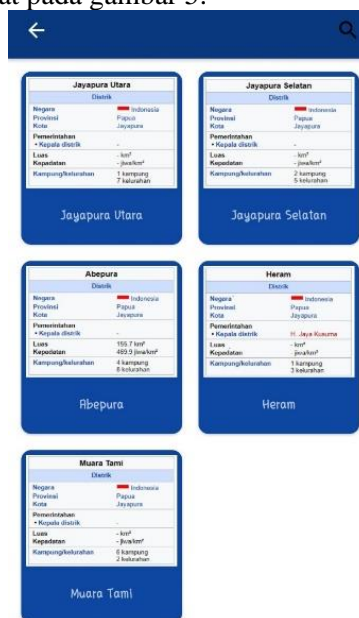 at pada gambar 3.
Jayapura Utara
Distrik
Negara Indonesia
Provinsi Papua
Kota Jayapura
Pemerintahan
• Kepala distrik -
Luas - km²
Kepadatan - jiwa/km²
Kampung/kelurahan 1 kampung
7 kelurahan
Jayapura Utara
Jayapura Selatan
Distrik
Negara Indonesia
Provinsi Papua
Kota Jayapura
Pemerintahan
• Kepala distrik -
Luas - km²
Kepadatan - jiwa/km²
Kampung/kelurahan 2 kampung
5 kelurahan
Jayapura Selatan
Abepura
Distrik
Negara Indonesia
Provinsi Papua
Kota Jayapura
Pemerintahan
• Kepala distrik -
Luas 155.7 km²
Kepadatan 489.9 jiwa/km²
Kampung/kelurahan 4 kampung
8 kelurahan
Abepura
Heram
Distrik
Negara Indonesia
Provinsi Papua
Kota Jayapura
Pemerintahan
• Kepala distrik H. Jaya Kusuma
Luas - km²
Kepadatan - jiwa/km²
Kampung/kelurahan 1 kampung
3 kelurahan
Heram
Muara Tami
Distrik
Negara Indonesia
Provinsi Papua
Kota Jayapura
Pemerintahan
• Kepala distrik -
Luas - km²
Kepadatan - jiwa/km²
Kampung/kelurahan 6 kampung
2 kelurahan
Muara Tami